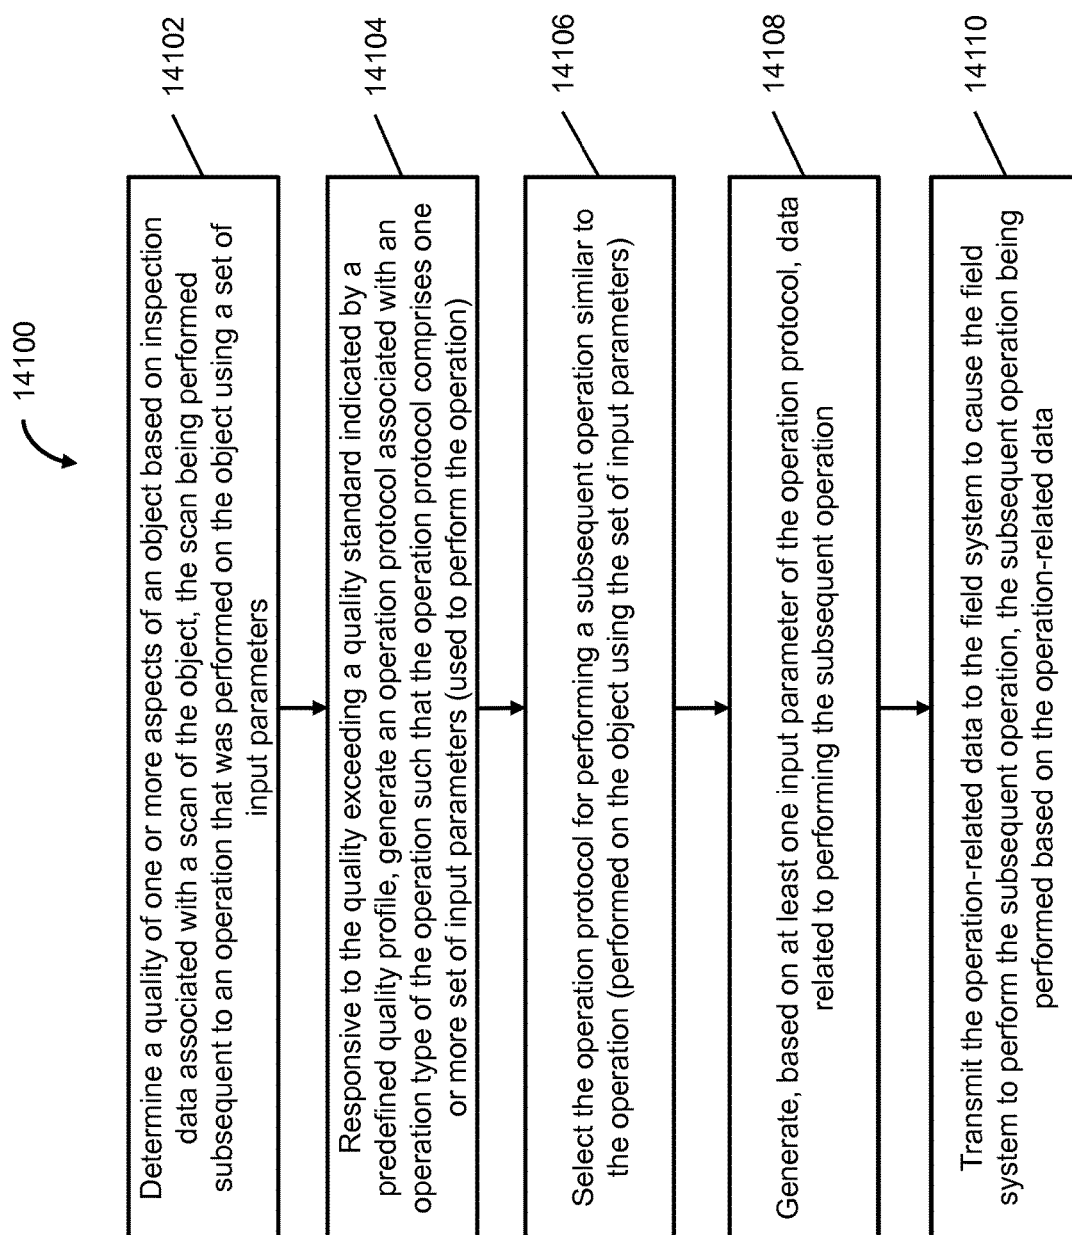 14100
Determine a quality of one or more aspects of an object based on inspection
data associated with a scan of the object, the scan being performed
subsequent to an operation that was performed on the object using a set of
input parameters
14102
Responsive to the quality exceeding a quality standard indicated by a
predefined quality profile, generate an operation protocol associated with an
operation type of the operation such that the operation protocol comprises one
or more set of input parameters (used to perform the operation)
14104
Select the operation protocol for performing a subsequent operation similar to
the operation (performed on the object using the set of input parameters)
14106
Generate, based on at least one input parameter of the operation protocol, data
related to performing the subsequent operation
14108
Transmit the operation-related data to the field system to cause the field
system to perform the subsequent operation, the subsequent operation being
performed based on the operation-related data
14110